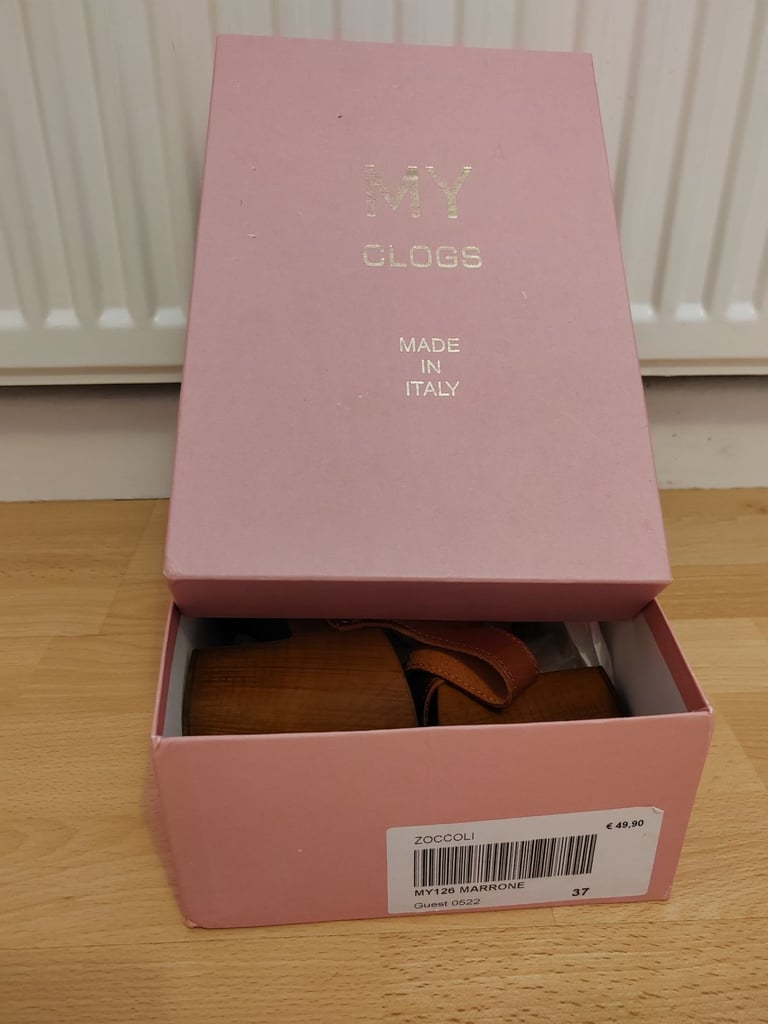 MY
CLOGS
MADE
IN
ITALY
ZOCCOLI
€ 49,90
MY126 MARRONE
37
Guest 0522